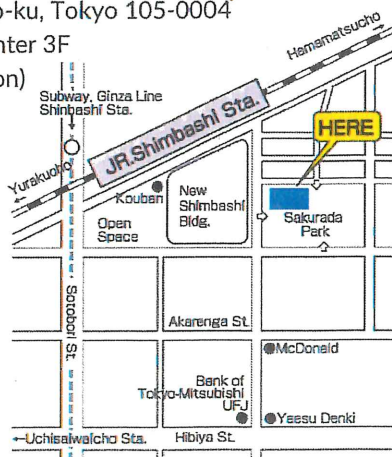 o-ku, Tokyo 105-0004
nter 3F
on)
Hamamatsucho
Subway, Ginza Line
Shinbashi Sta.
JR.Shimbashi Sta.
HERE
Yurakucho
Kouban
New
Shimbashi
Bldg.
Open
Space
Sakurada
Park
Sotobori St.
Akarenga St.
McDonald
Bank of
Tokyo-Mitsubishi
UFJ
Yaesu Denki
←Uchisaiwaicho Sta.
Hibiya St.